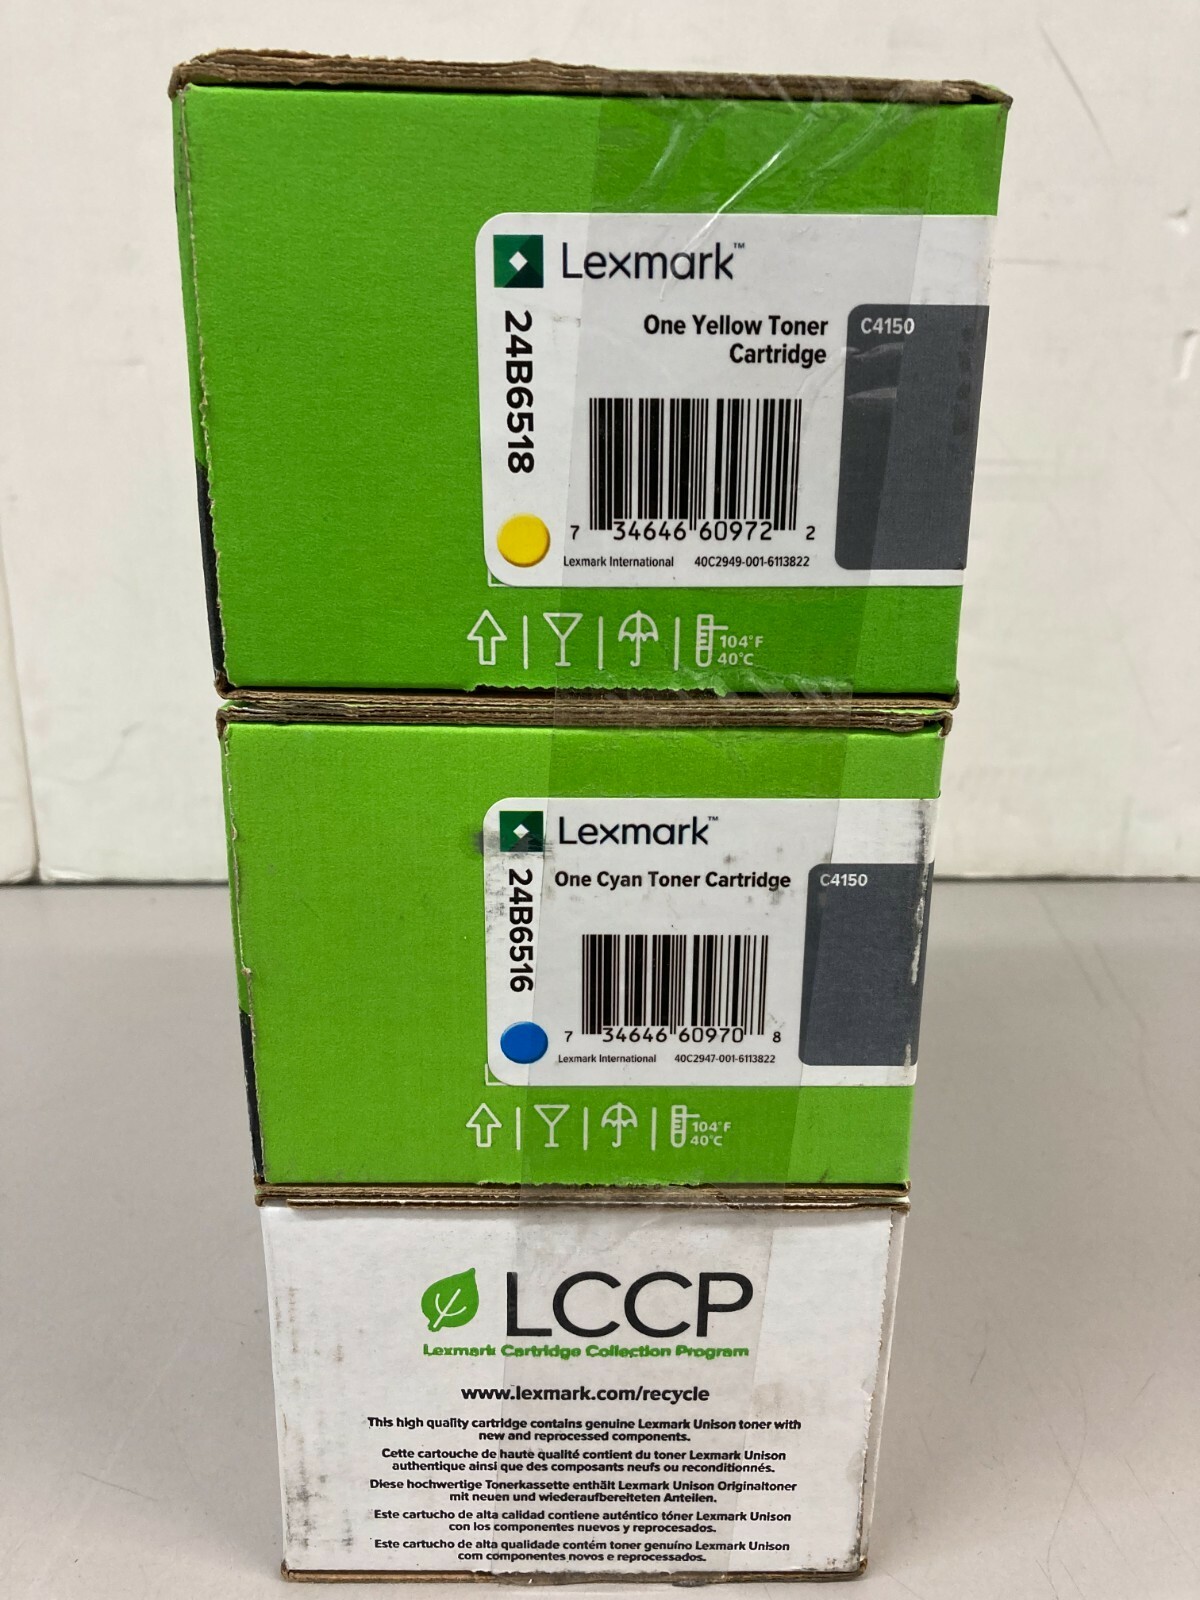 Lexmark™
24B6518
One Yellow Toner
Cartridge
C4150
7 34646 60972 2
Lexmark International 40C2949-001-6113822
104°F
40°C
Lexmark™
24B6516
One Cyan Toner Cartridge
C4150
7 34646 60970 8
Lexmark International 40C2947-001-6113822
104°F
40°C
LCCP
Lexmark Cartridge Collection Program
www.lexmark.com/recycle
This high quality cartridge contains genuine Lexmark Unison toner with
new and reprocessed components.
Cette cartouche de haute qualité contient du toner Lexmark Unison
authentique ainsi que des composants neufs ou reconditionnés.
Diese hochwertige Tonerkassette enthält Lexmark Unison Originaltoner
mit neuen und wiederaufbereiteten Anteilen.
Este cartucho de alta calidad contiene auténtico tóner Lexmark Unison
con los componentes nuevos y reprocesados.
Este cartucho de alta qualidade contém toner genuíno Lexmark Unison
com componentes novos e reprocessados.